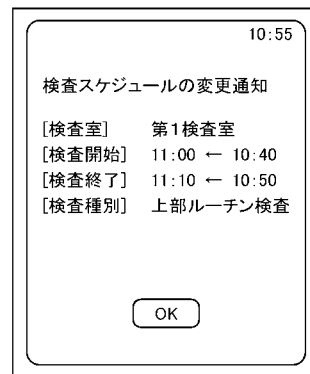 10:55
検査スケジュールの変更通知
[検査室] 第1検査室
[検査開始] 11:00 ← 10:40
[検査終了] 11:10 ← 10:50
[検査種別] 上部ルーチン検査
OK